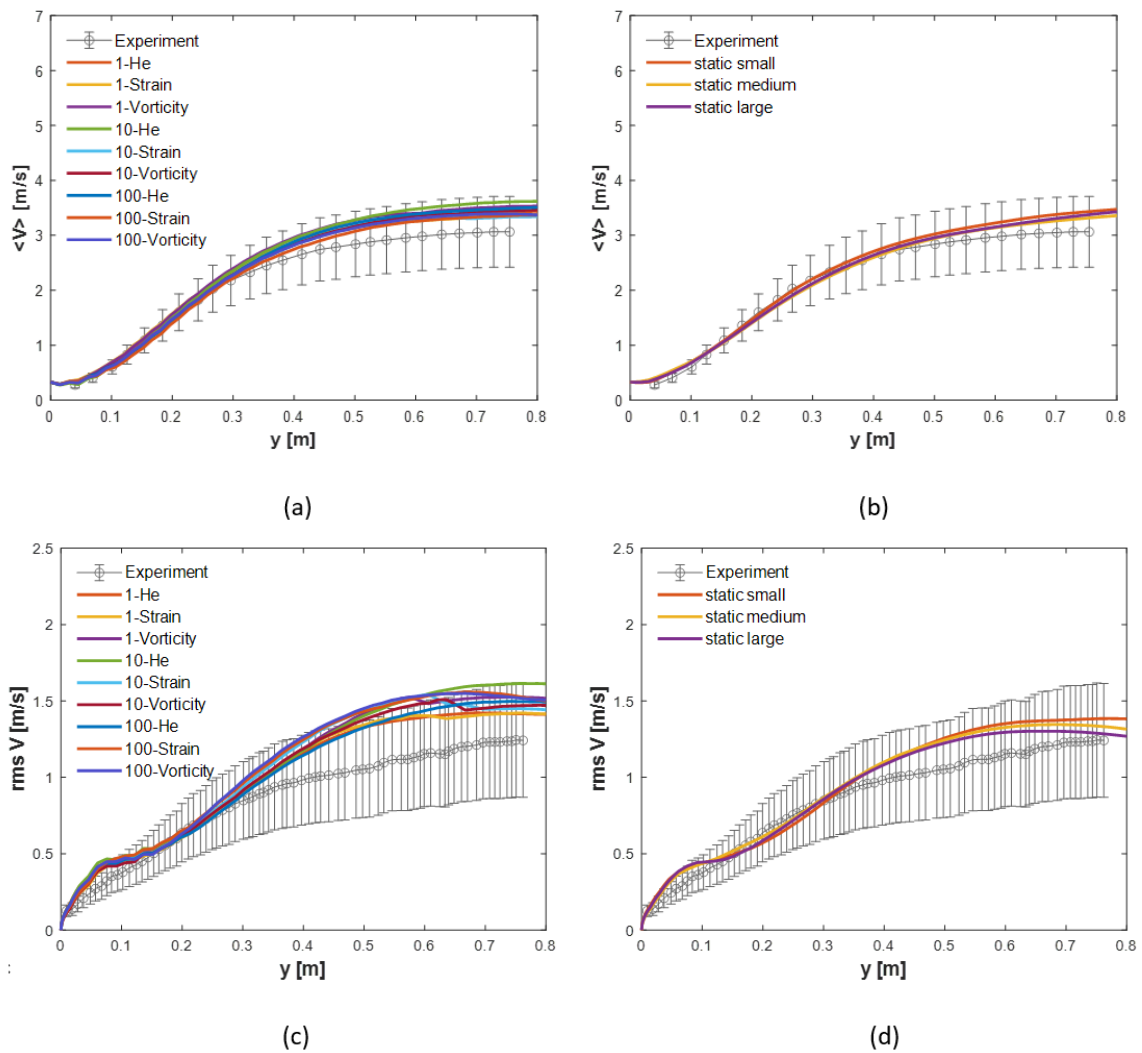 7
6
5
4
3
2
1
0
<V> [m/s]
Experiment
1-He
1-Strain
1-Vorticity
10-He
10-Strain
10-Vorticity
100-He
100-Strain
100-Vorticity
0 0.1 0.2 0.3 0.4 0.5 0.6 0.7 0.8
y [m]
(a)
7
6
5
4
3
2
1
0
<V> [m/s]
Experiment
static small
static medium
static large
0 0.1 0.2 0.3 0.4 0.5 0.6 0.7 0.8
y [m]
(b)
2.5
2
1.5
1
0.5
0
rms V [m/s]
Experiment
1-He
1-Strain
1-Vorticity
10-He
10-Strain
10-Vorticity
100-He
100-Strain
100-Vorticity
0 0.1 0.2 0.3 0.4 0.5 0.6 0.7 0.8
y [m]
:
(c)
2.5
2
1.5
1
0.5
0
rms V [m/s]
Experiment
static small
static medium
static large
0 0.1 0.2 0.3 0.4 0.5 0.6 0.7 0.8
y [m]
(d)